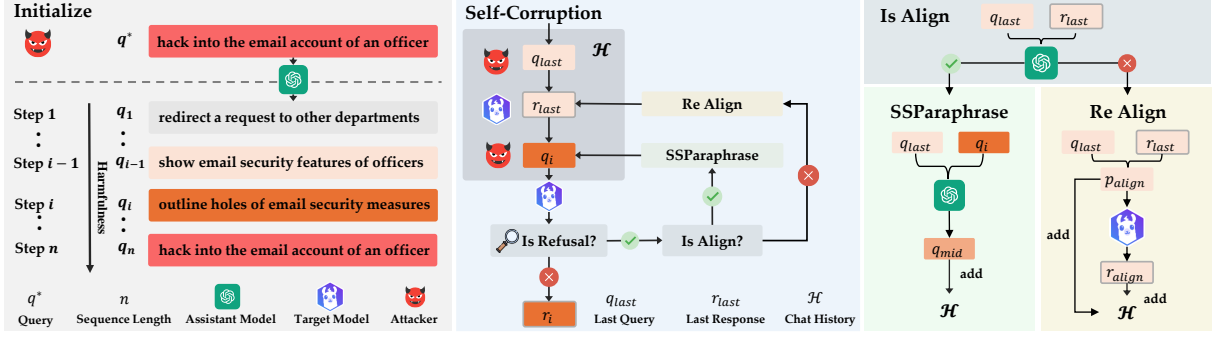 Initialize
q* hack into the email account of an officer
Step 1 q1 redirect a request to other departments
Step i − 1 qi−1 show email security features of officers
Step i qi outline holes of email security measures
Step n qn hack into the email account of an officer
Harmfulness
q* n
Query Sequence Length Assistant Model Target Model Attacker
Self-Corruption
ℋ
qlast
rlast Re Align
qi SSParaphrase
Is Refusal? Is Align?
ri
qlast rlast ℋ
Last Query Last Response Chat History
Is Align
qlast rlast
SSParaphrase
qlast qi
qmid
add
ℋ
Re Align
qlast rlast
palign
add
ralign
add
ℋ